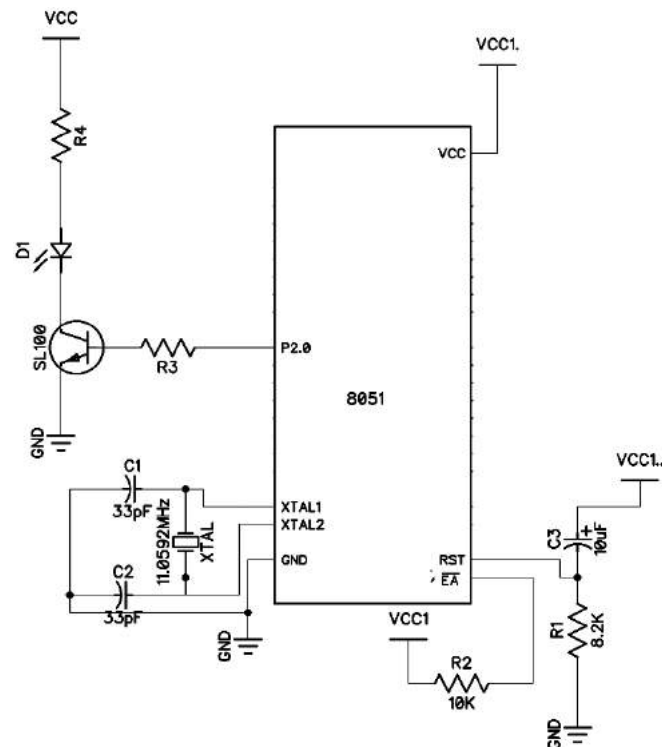 VCC
VCC1.
R4
VCC
D1
SL100
P2.0
R3
8051
GND
C1
33pF
XTAL1
XTAL2
11.0592MHz
XTAL
GND
C2
33pF
GND
VCC1..
C3
+
10uF
RST
EA
VCC1
R1
8.2K
R2
10K
GND